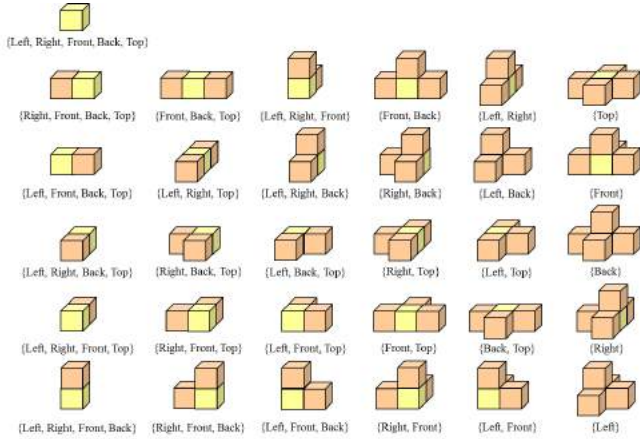 {Left, Right, Front, Back, Top}
{Right, Front, Back, Top} {Front, Back, Top} {Left, Right, Front} {Front, Back} {Left, Right} {Top}
{Left, Front, Back, Top} {Left, Right, Top} {Left, Right, Back} {Right, Back} {Left, Back} {Front}
{Left, Right, Back, Top} {Right, Back, Top} {Left, Back, Top} {Right, Top} {Left, Top} {Back}
{Left, Right, Front, Top} {Right, Front, Top} {Left, Front, Top} {Front, Top} {Back, Top} {Right}
{Left, Right, Front, Back} {Right, Front, Back} {Left, Front, Back} {Right, Front} {Left, Front} {Left}